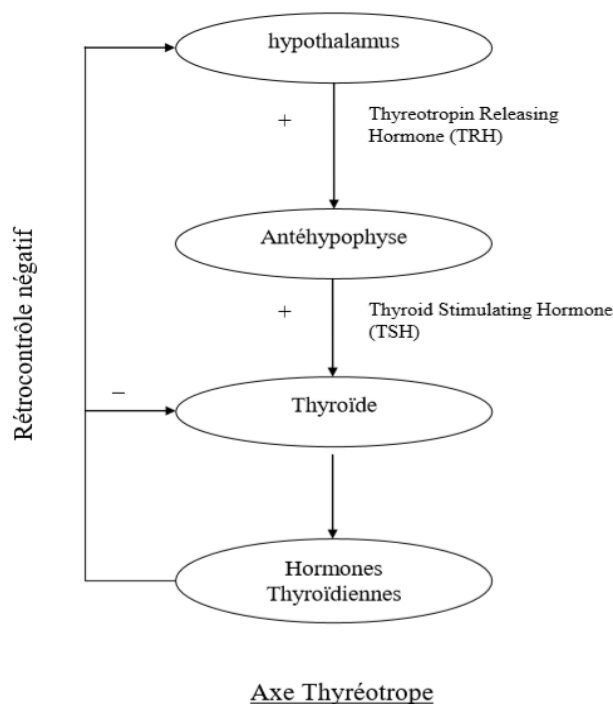 hypothalamus
+
Thyreotropin Releasing
Hormone (TRH)
Antéhypophyse
+
Thyroid Stimulating Hormone
(TSH)
Rétrocontrôle négatif
–
Thyroïde
Hormones
Thyroïdiennes
Axe Thyréotrope